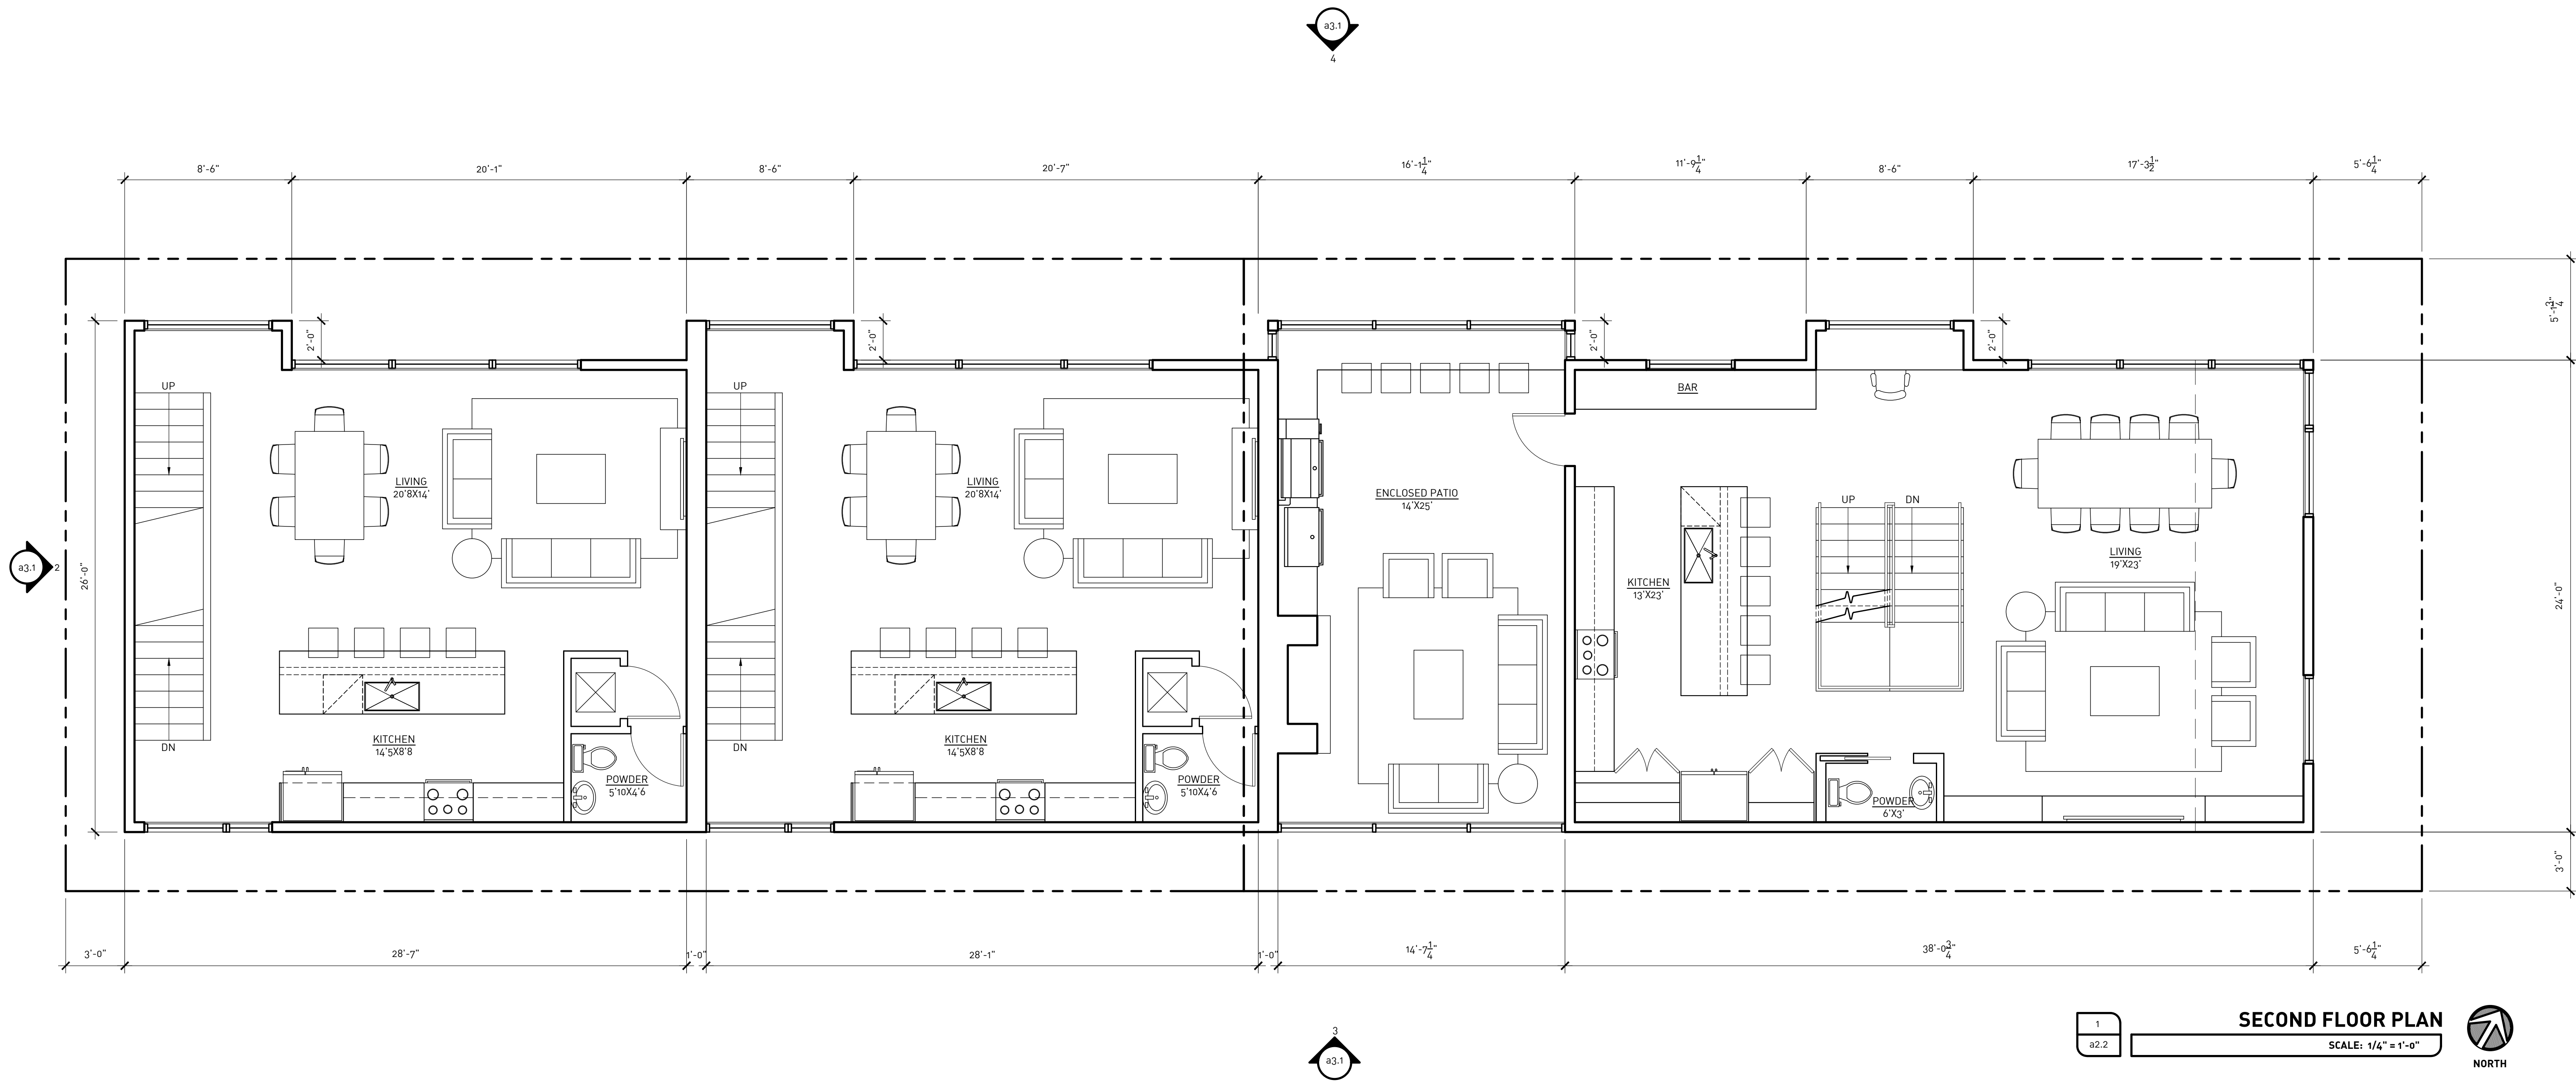 a3.1
4
8'-6"
20'-1"
8'-6"
20'-7"
16'-1 1/4"
11'-9 1/4"
8'-6"
17'-3 1/2"
5'-6 1/4"
5'-1 3/4"
2'-0"
2'-0"
2'-0"
2'-0"
UP
UP
BAR
LIVING
20'8X14'
LIVING
20'8X14'
ENCLOSED PATIO
14'X25'
UP
DN
LIVING
19'X23'
a3.1
2
26'-0"
KITCHEN
13'X23'
24'-0"
KITCHEN
14'5X8'8
DN
KITCHEN
14'5X8'8
DN
POWDER
5'10X4'6
POWDER
5'10X4'6
POWDER
6'X3'
3'-0"
3'-0"
28'-7"
1'-0"
28'-1"
1'-0"
14'-7 1/4"
38'-0 3/4"
5'-6 1/4"
3
a3.1
1
a2.2
SECOND FLOOR PLAN
SCALE: 1/4" = 1'-0"
NORTH